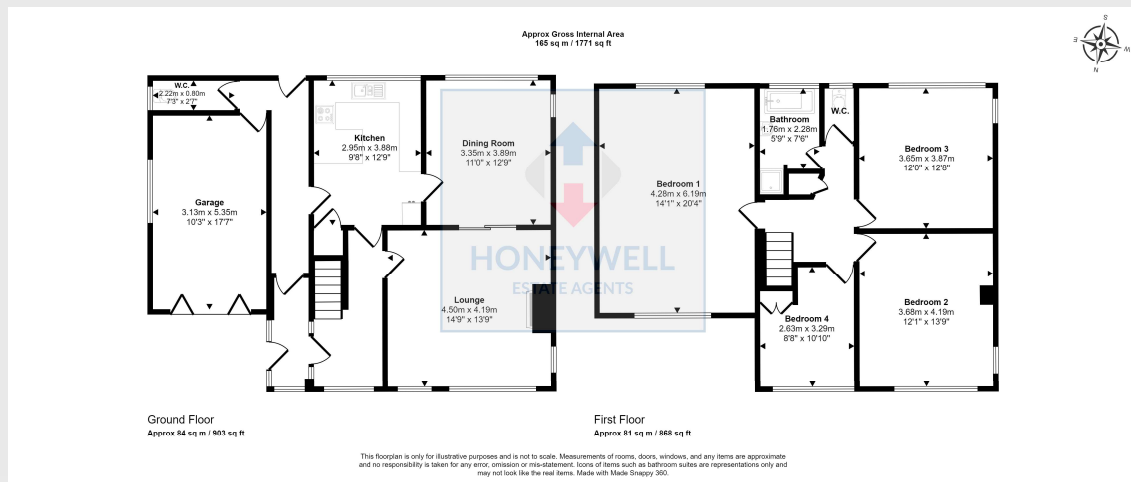 Approx Gross Internal Area
165 sq m / 1771 sq ft
S
E
W
N
W.C.
2.22m x 0.80m
7'3" x 2'7"
Kitchen
2.95m x 3.88m
9'8" x 12'9"
Dining Room
3.35m x 3.89m
11'0" x 12'9"
Garage
3.13m x 5.35m
10'3" x 17'7"
Lounge
4.50m x 4.19m
14'9" x 13'9"
HONEYWELL
ESTATE AGENTS
Bedroom 1
4.28m x 6.19m
14'1" x 20'4"
Bathroom
1.76m x 2.28m
5'9" x 7'6"
W.C.
Bedroom 3
3.65m x 3.87m
12'0" x 12'8"
Bedroom 4
2.63m x 3.29m
8'8" x 10'10"
Bedroom 2
3.68m x 4.19m
12'1" x 13'9"
Ground Floor
Approx 84 sq m / 903 sq ft
First Floor
Approx 81 sq m / 868 sq ft
This floorplan is only for illustrative purposes and is not to scale. Measurements of rooms, doors, windows, and any items are approximate
and no responsibility is taken for any error, omission or mis-statement. Icons of items such as bathroom suites are representations only and
may not look like the real items. Made with Made Snappy 360.